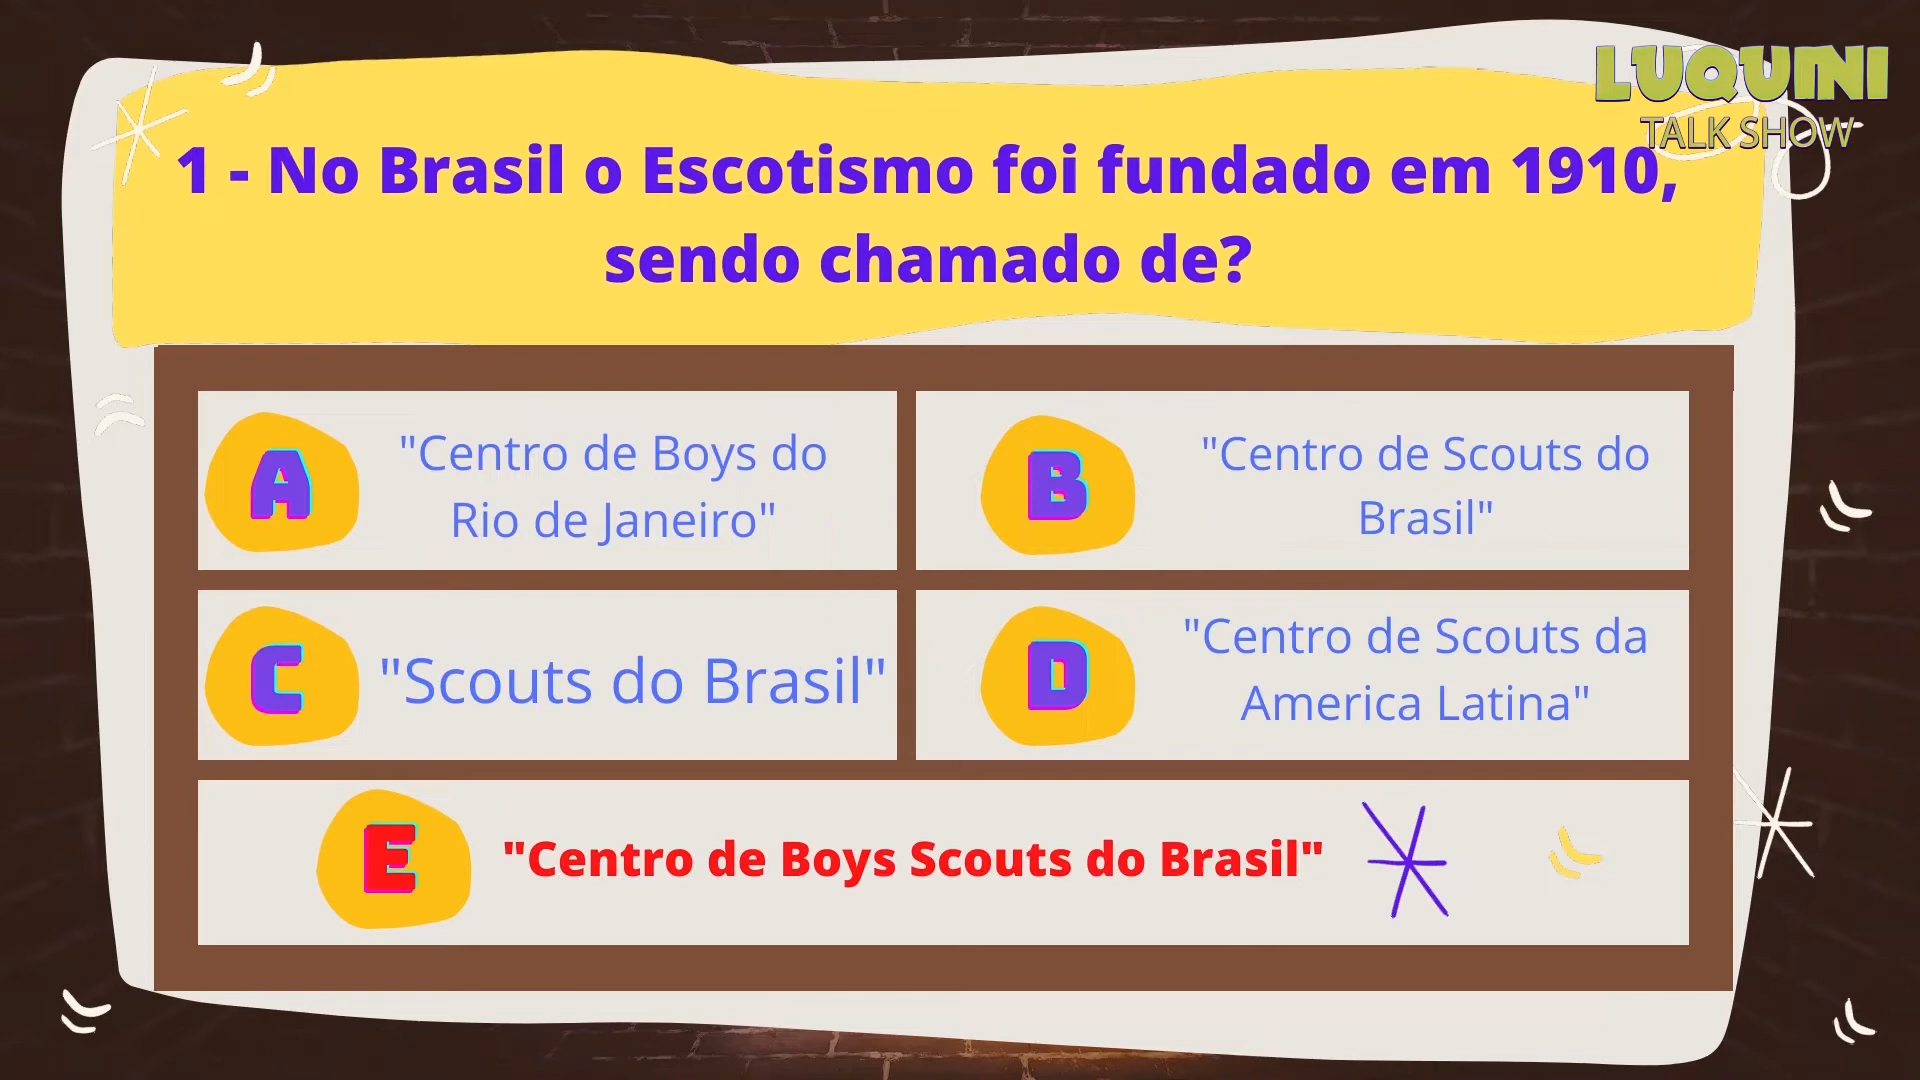 LUQUINI
TALK SHOW
1 - No Brasil o Escotismo foi fundado em 1910,
sendo chamado de?
A
"Centro de Boys do
Rio de Janeiro"
B
"Centro de Scouts do
Brasil"
C
"Scouts do Brasil"
D
"Centro de Scouts da
America Latina"
E
"Centro de Boys Scouts do Brasil"